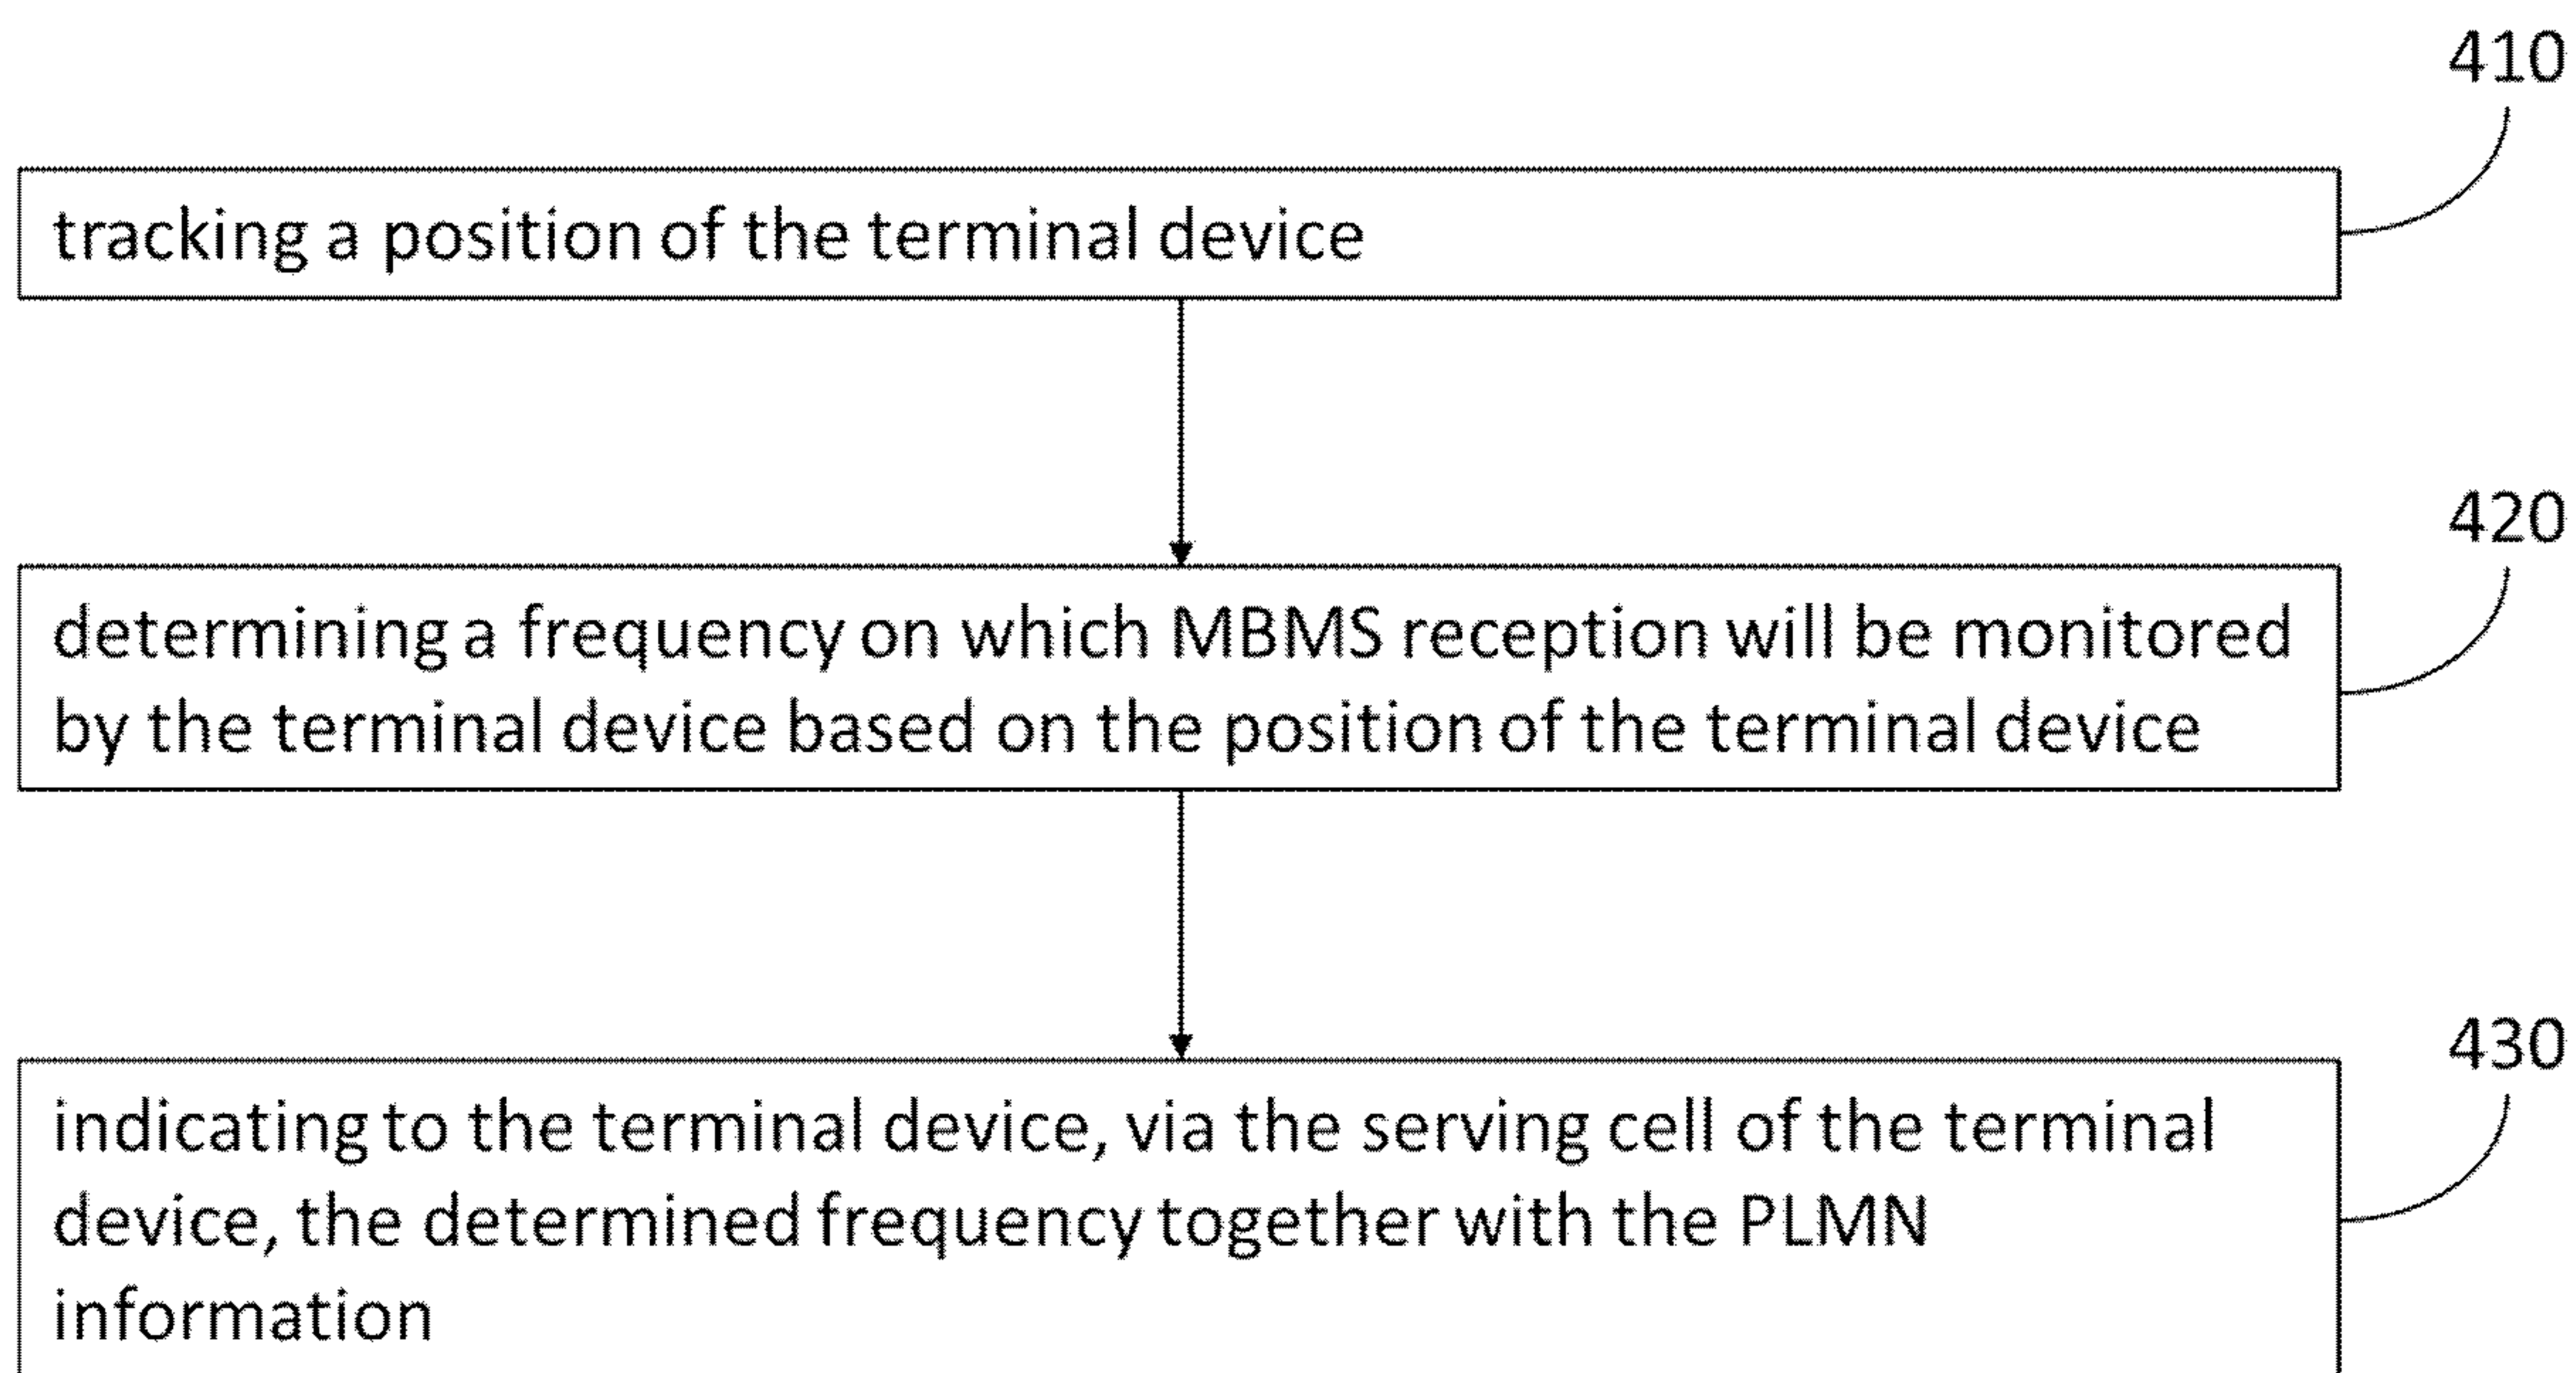 410
tracking a position of the terminal device
420
determining a frequency on which MBMS reception will be monitored
by the terminal device based on the position of the terminal device
430
indicating to the terminal device, via the serving cell of the terminal
device, the determined frequency together with the PLMN
information